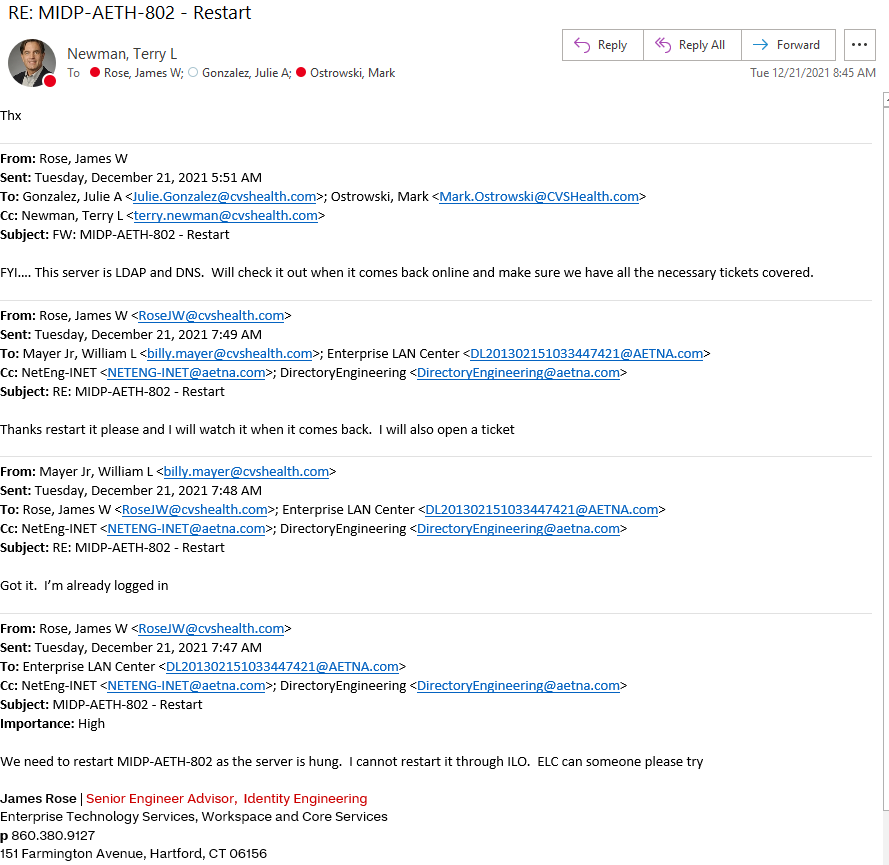 RE: MIDP-AETH-802 - Restart
Newman, Terry L
To Rose, James W; Gonzalez, Julie A; Ostrowski, Mark
Reply
Reply All
Forward
Tue 12/21/2021 8:45 AM
Thx
From: Rose, James W
Sent: Tuesday, December 21, 2021 5:51 AM
To: Gonzalez, Julie A <Julie.Gonzalez@cvshealth.com>; Ostrowski, Mark <Mark.Ostrowski@CVSHealth.com>
Cc: Newman, Terry L <terry.newman@cvshealth.com>
Subject: FW: MIDP-AETH-802 - Restart
FYI…. This server is LDAP and DNS.  Will check it out when it comes back online and make sure we have all the necessary tickets covered.
From: Rose, James W <RoseJW@cvshealth.com>
Sent: Tuesday, December 21, 2021 7:49 AM
To: Mayer Jr, William L <billy.mayer@cvshealth.com>; Enterprise LAN Center <DL201302151033447421@AETNA.com>
Cc: NetEng-INET <NETENG-INET@aetna.com>; DirectoryEngineering <DirectoryEngineering@aetna.com>
Subject: RE: MIDP-AETH-802 - Restart
Thanks restart it please and I will watch it when it comes back.  I will also open a ticket
From: Mayer Jr, William L <billy.mayer@cvshealth.com>
Sent: Tuesday, December 21, 2021 7:48 AM
To: Rose, James W <RoseJW@cvshealth.com>; Enterprise LAN Center <DL201302151033447421@AETNA.com>
Cc: NetEng-INET <NETENG-INET@aetna.com>; DirectoryEngineering <DirectoryEngineering@aetna.com>
Subject: RE: MIDP-AETH-802 - Restart
Got it.  I’m already logged in
From: Rose, James W <RoseJW@cvshealth.com>
Sent: Tuesday, December 21, 2021 7:47 AM
To: Enterprise LAN Center <DL201302151033447421@AETNA.com>
Cc: NetEng-INET <NETENG-INET@aetna.com>; DirectoryEngineering <DirectoryEngineering@aetna.com>
Subject: MIDP-AETH-802 - Restart
Importance: High
We need to restart MIDP-AETH-802 as the server is hung.  I cannot restart it through ILO.  ELC can someone please try
James Rose | Senior Engineer Advisor,  Identity Engineering
Enterprise Technology Services, Workspace and Core Services
p 860.380.9127
151 Farmington Avenue, Hartford, CT 06156